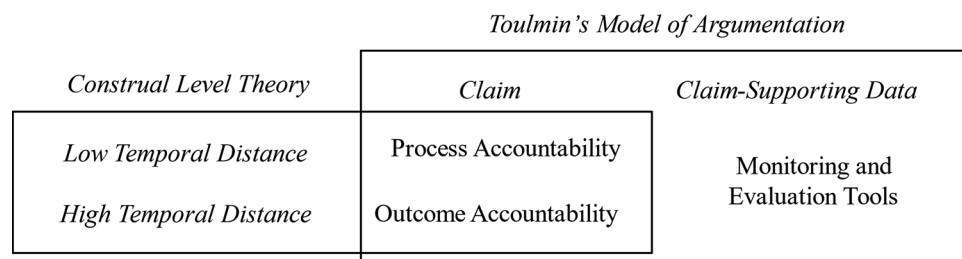 Toulmin’s Model of Argumentation
Construal Level Theory
Claim
Claim-Supporting Data
Low Temporal Distance
Process Accountability
High Temporal Distance
Outcome Accountability
Monitoring and
Evaluation Tools